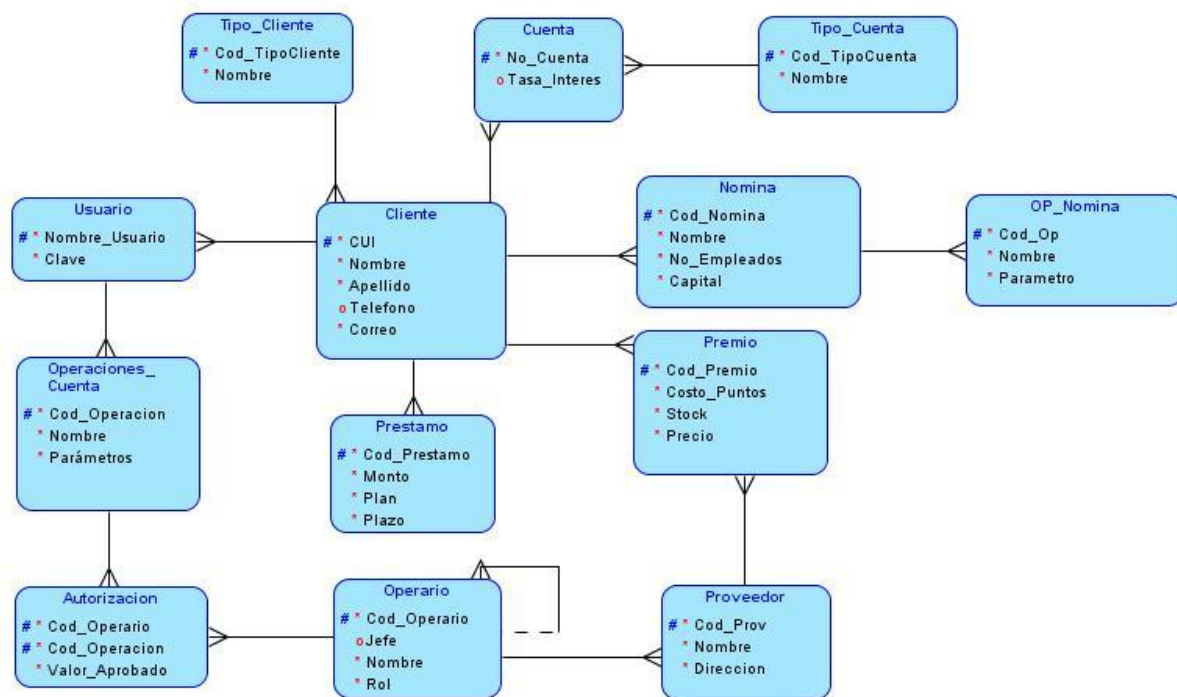 Tipo_Cliente
# * Cod_TipoCliente
* Nombre
Cuenta
# * No_Cuenta
o Tasa_Interes
Tipo_Cuenta
# * Cod_TipoCuenta
* Nombre
Usuario
# * Nombre_Usuario
* Clave
Cliente
# * CUI
* Nombre
* Apellido
o Telefono
* Correo
Nomina
# * Cod_Nomina
* Nombre
* No_Empleados
* Capital
OP_Nomina
# * Cod_Op
* Nombre
* Parametro
Operaciones_
Cuenta
# * Cod_Operacion
* Nombre
* Parámetros
Prestamo
# * Cod_Prestamo
* Monto
* Plan
* Plazo
Premio
# * Cod_Premio
* Costo_Puntos
* Stock
* Precio
Autorizacion
# * Cod_Operario
# * Cod_Operacion
* Valor_Aprobado
Operario
# * Cod_Operario
o Jefe
* Nombre
* Rol
Proveedor
# * Cod_Prov
* Nombre
* Direccion